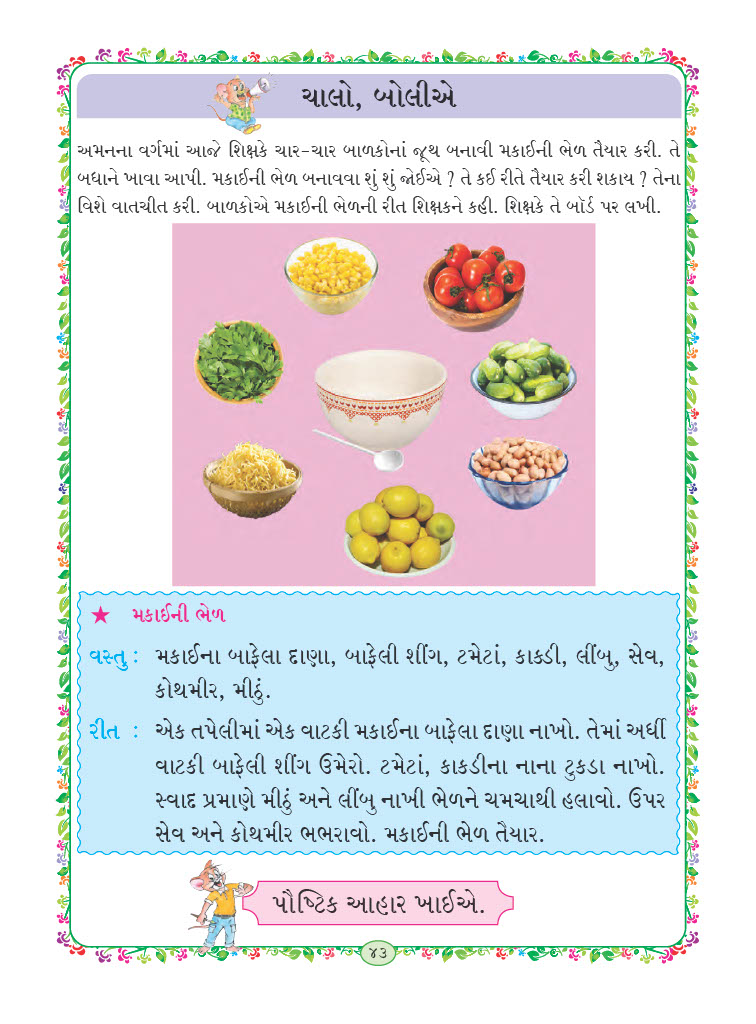 ચાલો, બોલીએ
અમનના વર્ગમાં આજે શિક્ષકે ચાર-ચાર બાળકોનાં જૂથ બનાવી મકાઈની ભેળ તૈયાર કરી. તે
બધાને ખાવા આપી. મકાઈની ભેળ બનાવવા શું શું જોઈએ ? તે કઈ રીતે તૈયાર કરી શકાય ? તેના
વિશે વાતચીત કરી. બાળકોએ મકાઈની ભેળની રીત શિક્ષકને કહી. શિક્ષકે તે બૉર્ડ પર લખી.
★ મકાઈની ભેળ
વસ્તુ : મકાઈના બાફેલા દાણા, બાફેલી શીંગ, ટમેટાં, કાકડી, લીંબુ, સેવ,
કોથમીર, મીઠું.
રીત : એક તપેલીમાં એક વાટકી મકાઈના બાફેલા દાણા નાખો. તેમાં અર્ધી
વાટકી બાફેલી શીંગ ઉમેરો. ટમેટાં, કાકડીના નાના ટુકડા નાખો.
સ્વાદ પ્રમાણે મીઠું અને લીંબુ નાખી ભેળને ચમચાથી હલાવો. ઉપર
સેવ અને કોથમીર ભભરાવો. મકાઈની ભેળ તૈયાર.
પૌષ્ટિક આહાર ખાઈએ.
૪૩